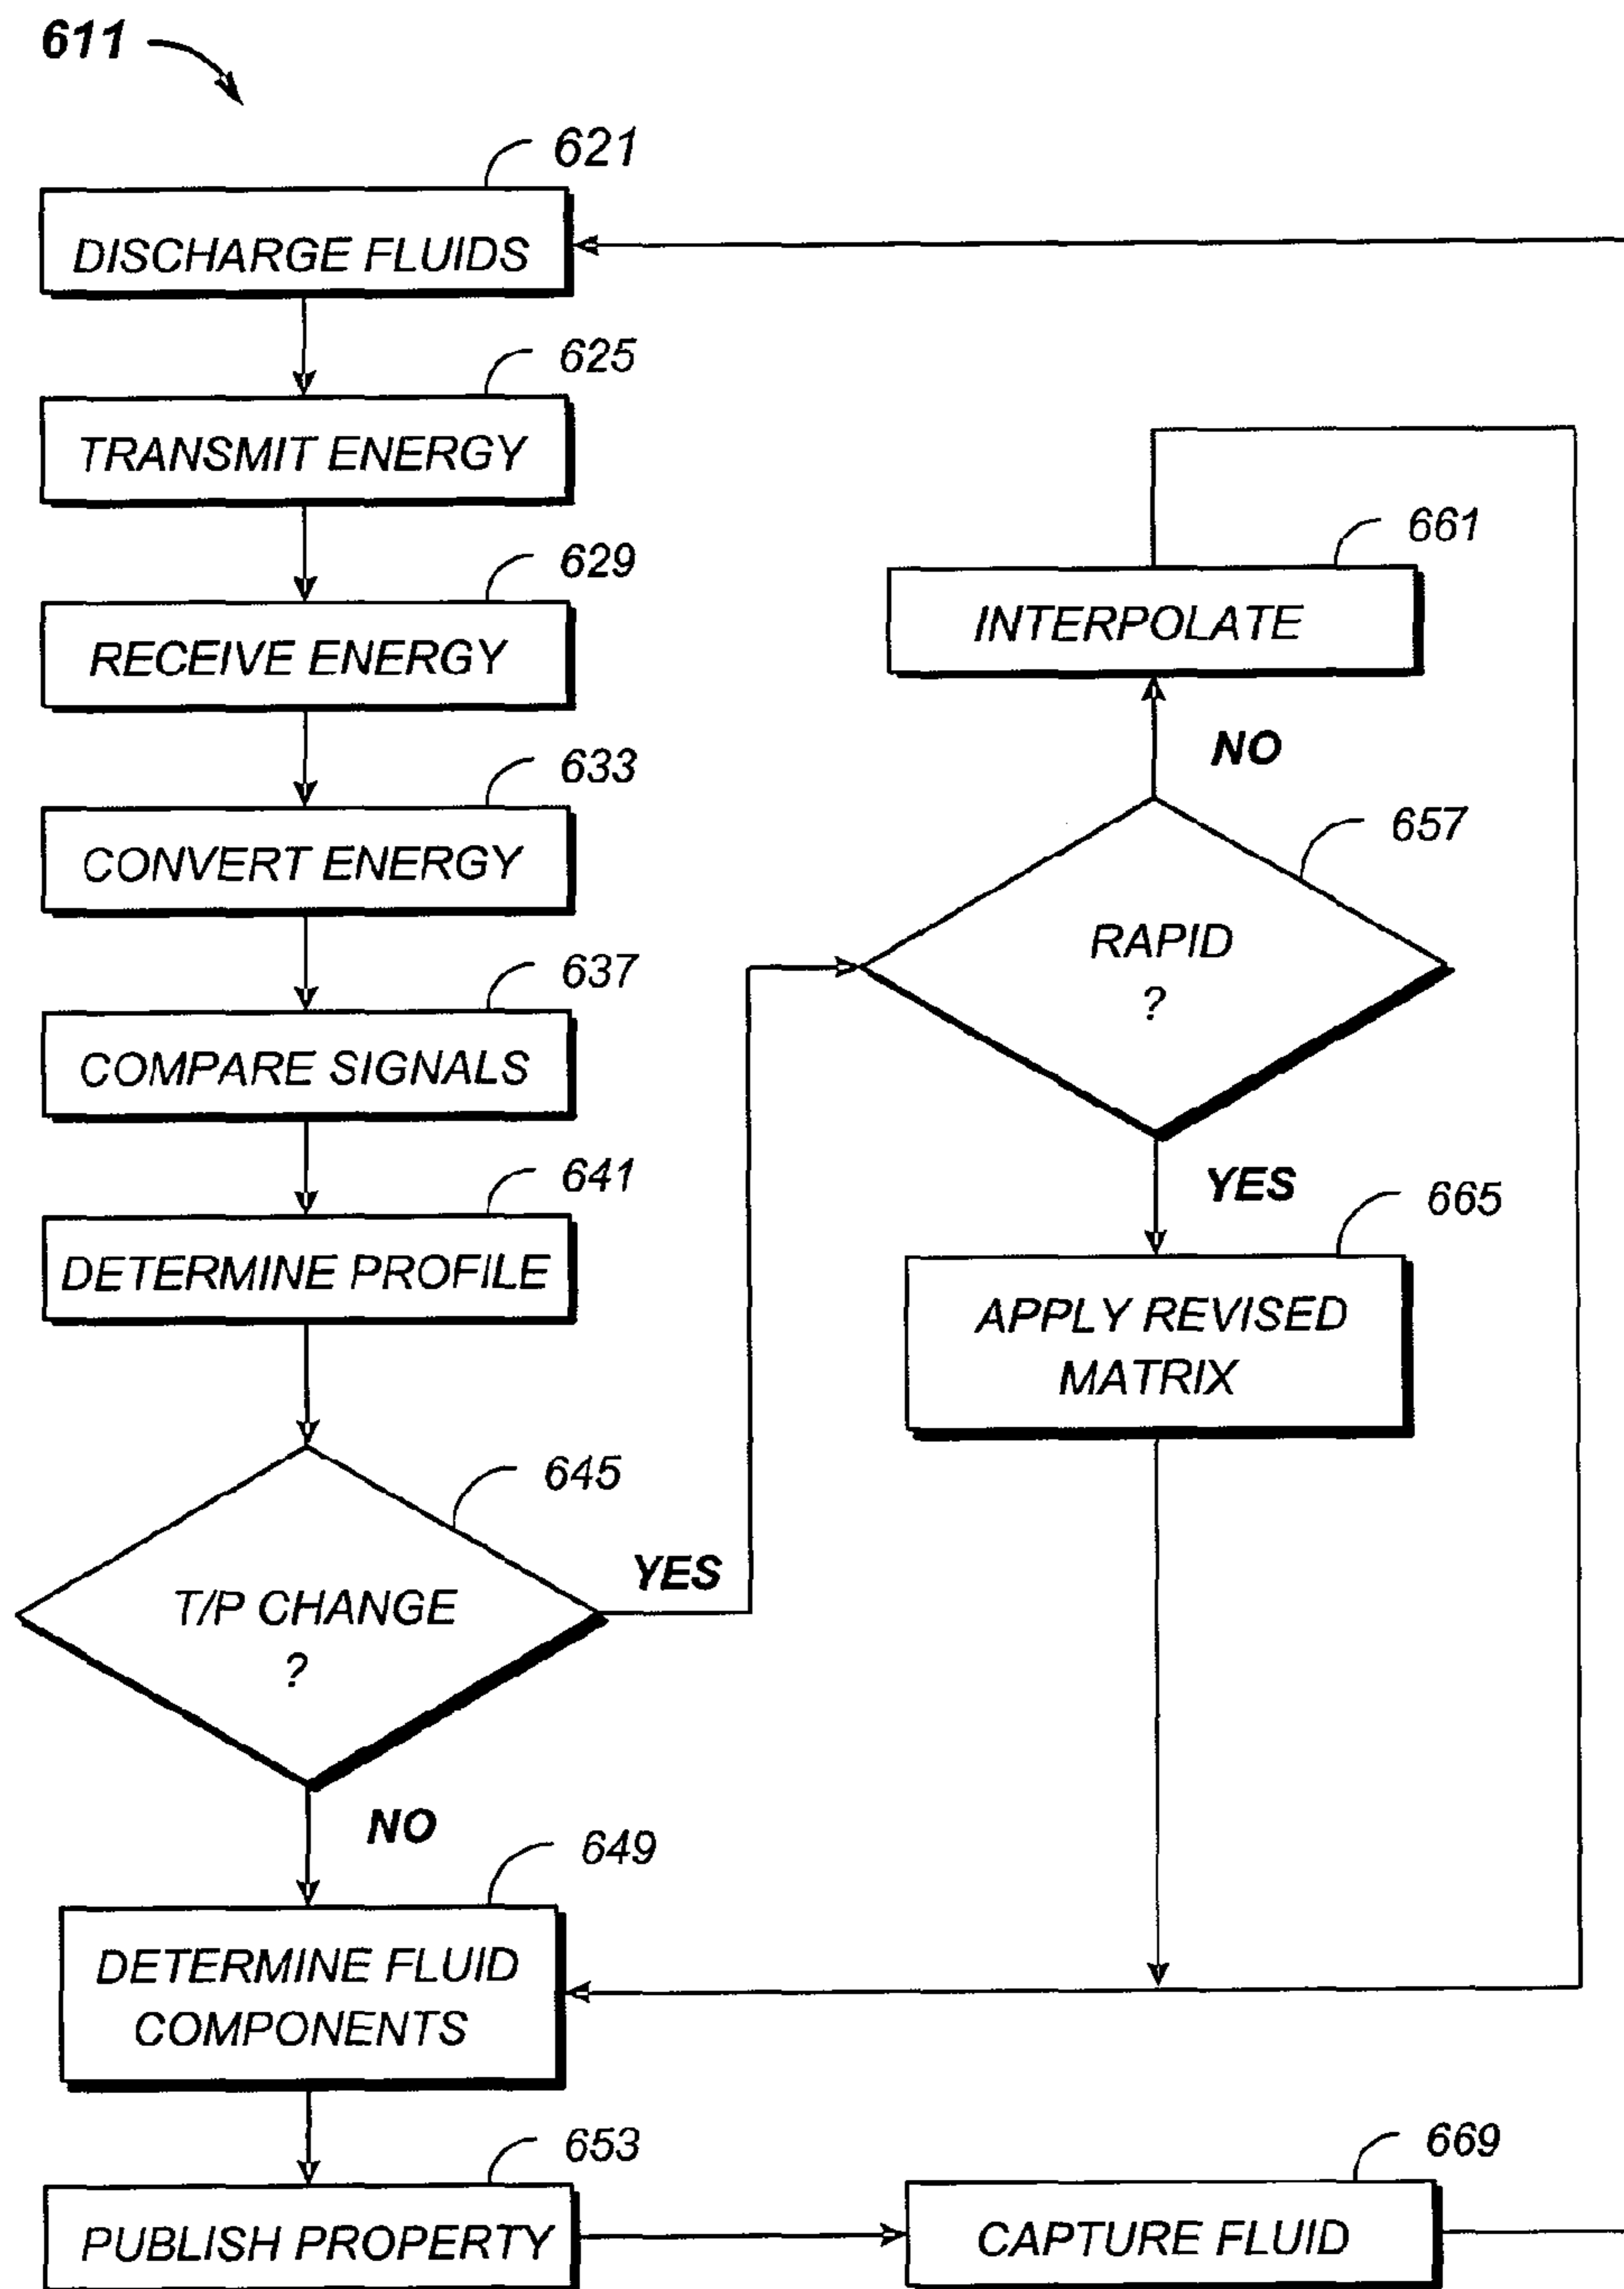 611
621
DISCHARGE FLUIDS
625
TRANSMIT ENERGY
629
RECEIVE ENERGY
633
CONVERT ENERGY
637
COMPARE SIGNALS
641
DETERMINE PROFILE
645
T/P CHANGE
?
YES
NO
649
DETERMINE FLUID
COMPONENTS
653
PUBLISH PROPERTY
661
INTERPOLATE
NO
657
RAPID
?
YES
665
APPLY REVISED
MATRIX
669
CAPTURE FLUID